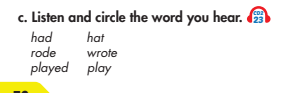 c. Listen and circle the word you hear. CD2 23
had hat
rode wrote
played play